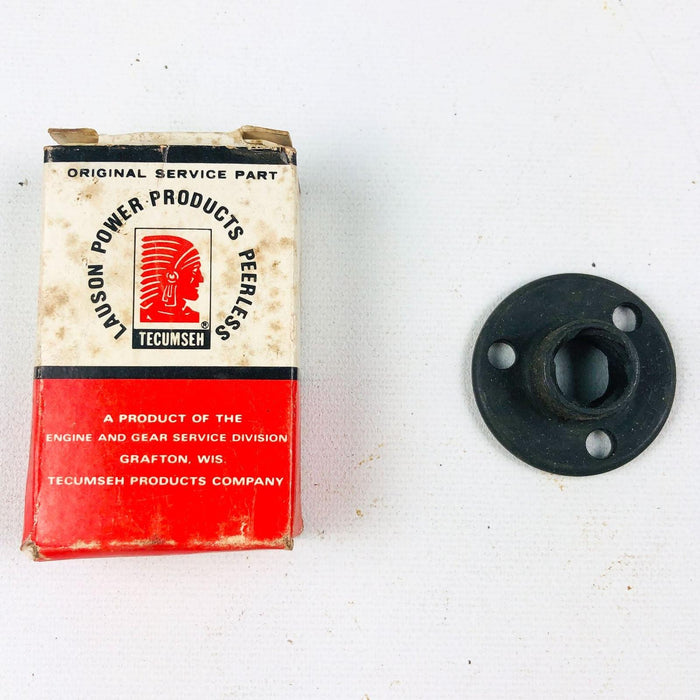 ORIGINAL SERVICE PART
LAUSON POWER PRODUCTS PEERLESS
TECUMSEH ®
A PRODUCT OF THE
ENGINE AND GEAR SERVICE DIVISION
GRAFTON, WIS.
TECUMSEH PRODUCTS COMPANY